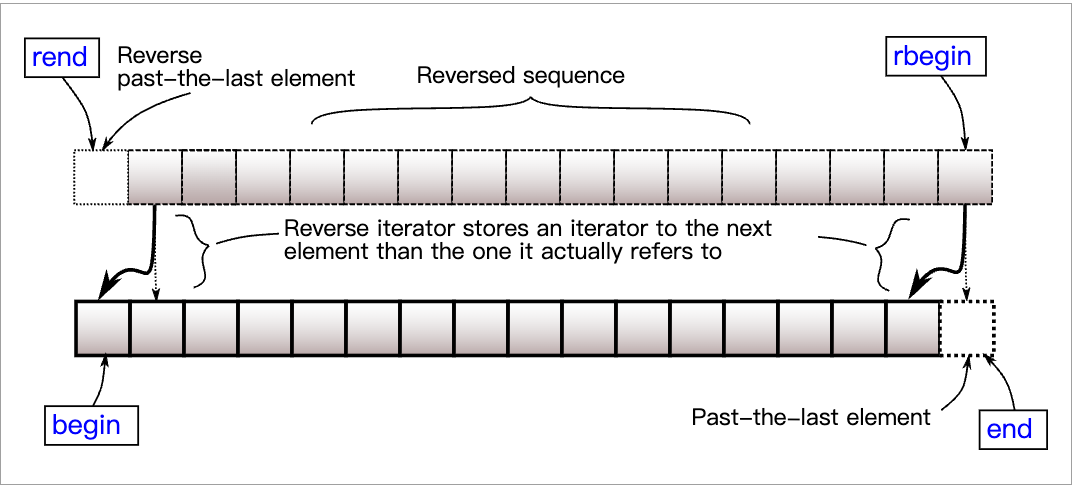 rend
Reverse
past–the–last element
Reversed sequence
rbegin
Reverse iterator stores an iterator to the next
element than the one it actually refers to
begin
Past–the–last element
end